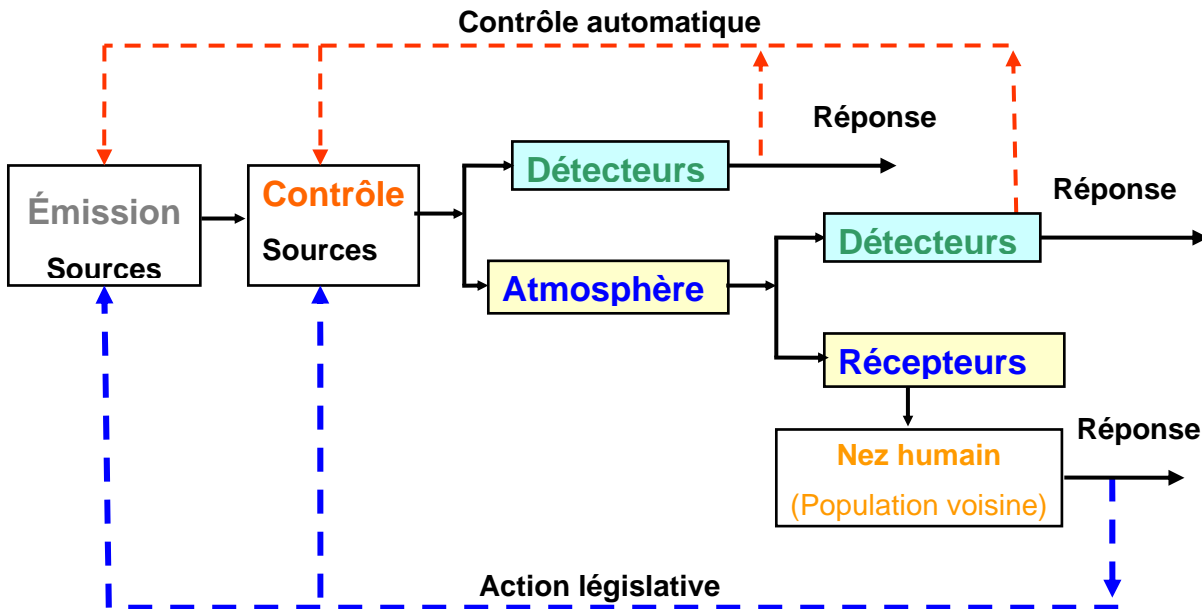 Contrôle automatique
Réponse
Détecteurs
Réponse
Émission
Sources
Contrôle
Sources
Détecteurs
Atmosphère
Récepteurs
Réponse
Nez humain
(Population voisine)
Action législative